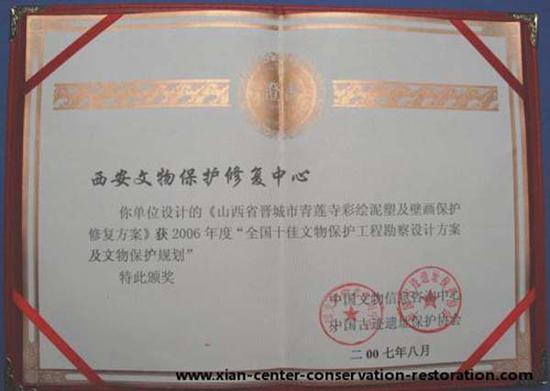 西安文物保护修复中心
你单位设计的《山西省晋城市青莲寺彩绘泥塑及壁画保护
修复方案》获2006年度“全国十佳文物保护工程勘察设计方案
及文物保护规划”
特此颁奖
中国文物信息咨询中心
中国古迹遗址保护协会
二00七年八月
www.xian-center-conservation-restoration.com